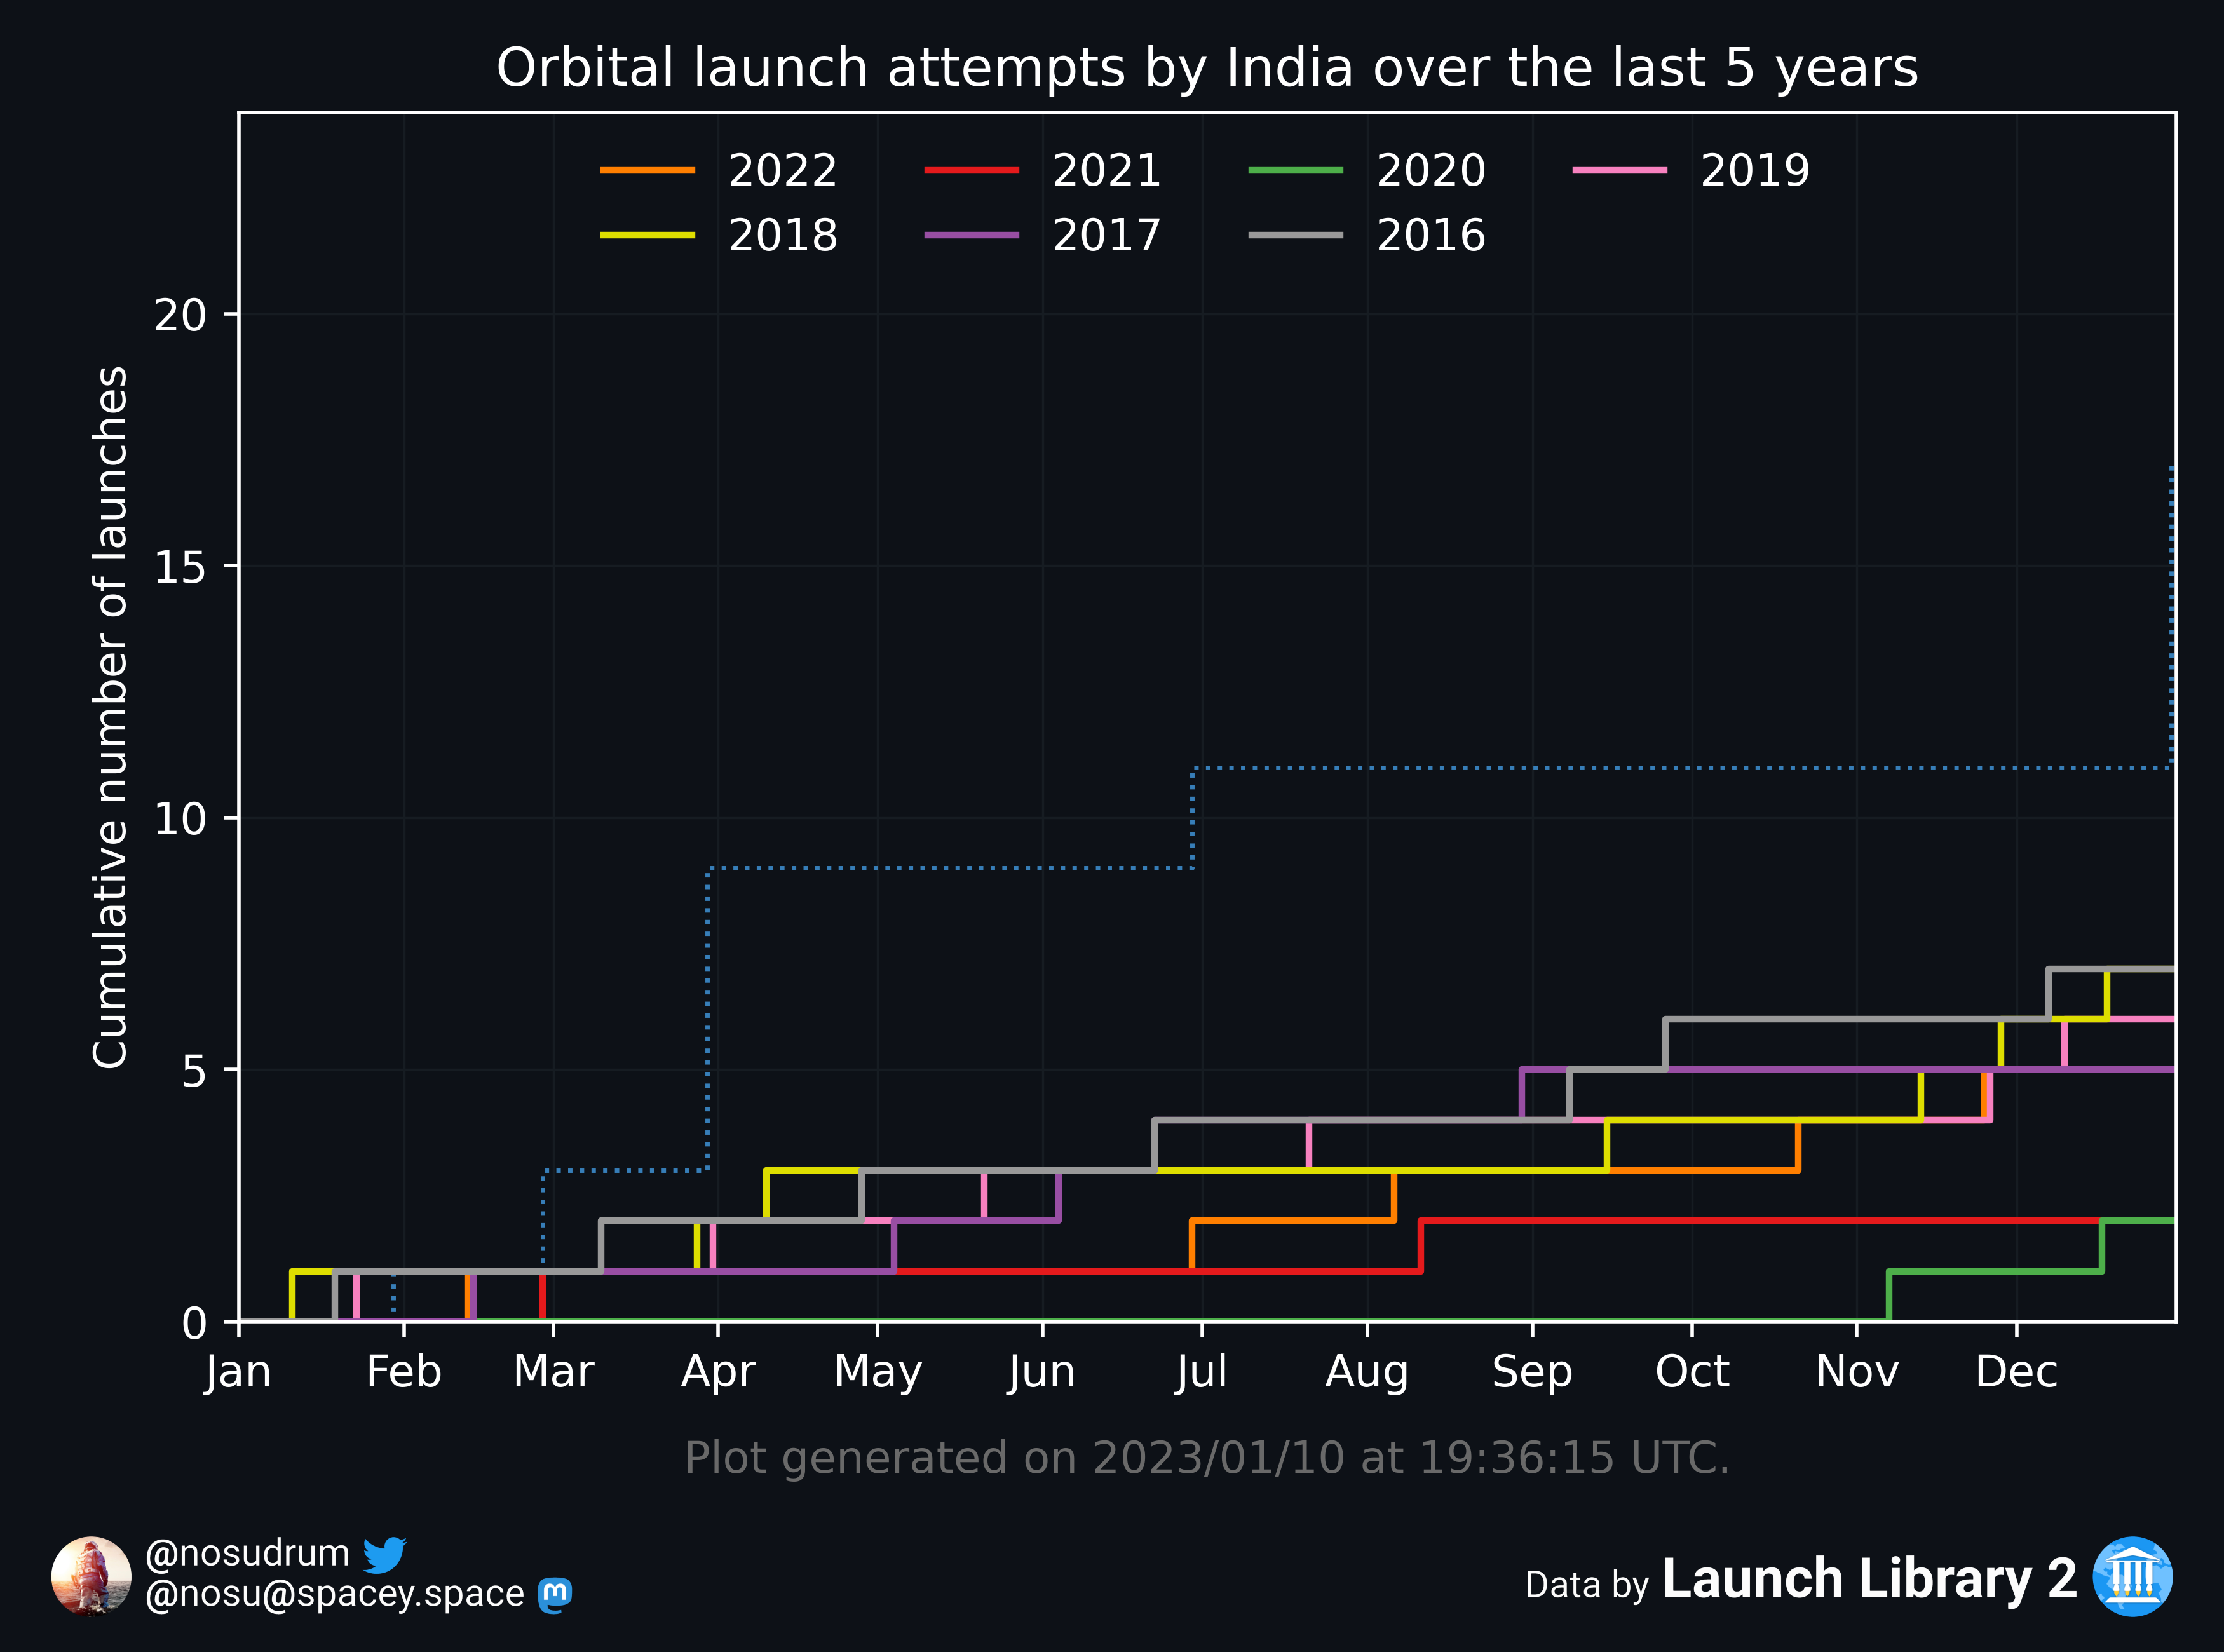 Orbital launch attempts by India over the last 5 years
2022 2021 2020 2019
2018 2017 2016
Cumulative number of launches
20
15
10
5
0
Jan Feb Mar Apr May Jun Jul Aug Sep Oct Nov Dec
Plot generated on 2023/01/10 at 19:36:15 UTC.
@nosudrum
@nosu@spacey.space
Data by Launch Library 2